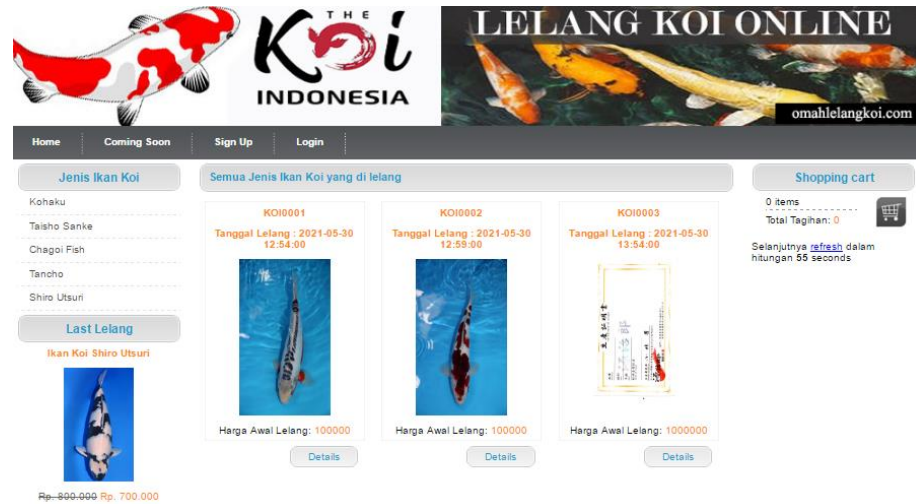 THE
Koi
INDONESIA
LELANG KOI ONLINE
omahlelangkoi.com
Home Coming Soon Sign Up Login
Jenis Ikan Koi
Kohaku
Taisho Sanke
Chagoi Fish
Tancho
Shiro Utsuri
Last Lelang
Ikan Koi Shiro Utsuri
Rp. 800.000 Rp. 700.000
Semua Jenis Ikan Koi yang di lelang
KOI0001
Tanggal Lelang : 2021-05-30
12:54:00
Harga Awal Lelang: 100000
Details
KOI0002
Tanggal Lelang : 2021-05-30
12:59:00
Harga Awal Lelang: 100000
Details
KOI0003
Tanggal Lelang : 2021-05-30
13:54:00
Harga Awal Lelang: 1000000
Details
Shopping cart
0 items
Total Tagihan: 0
Selanjutnya refresh dalam
hitungan 55 seconds